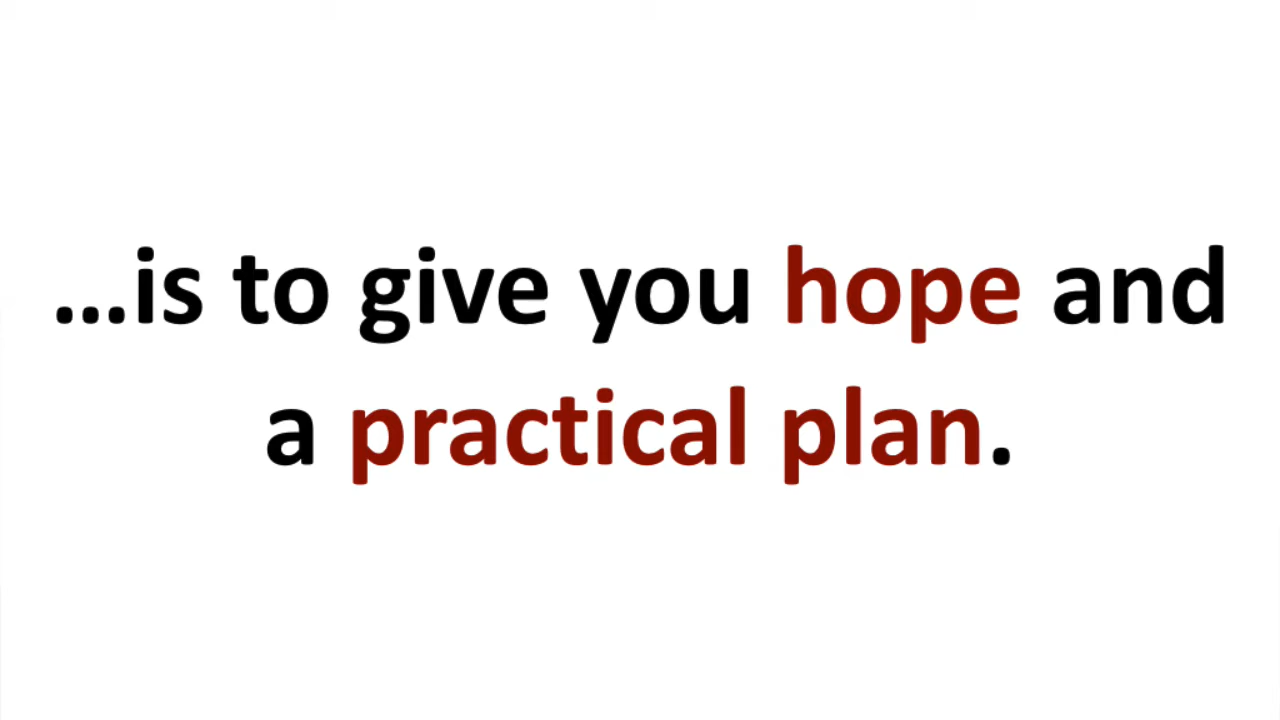 ...is to give you hope and
a practical plan.